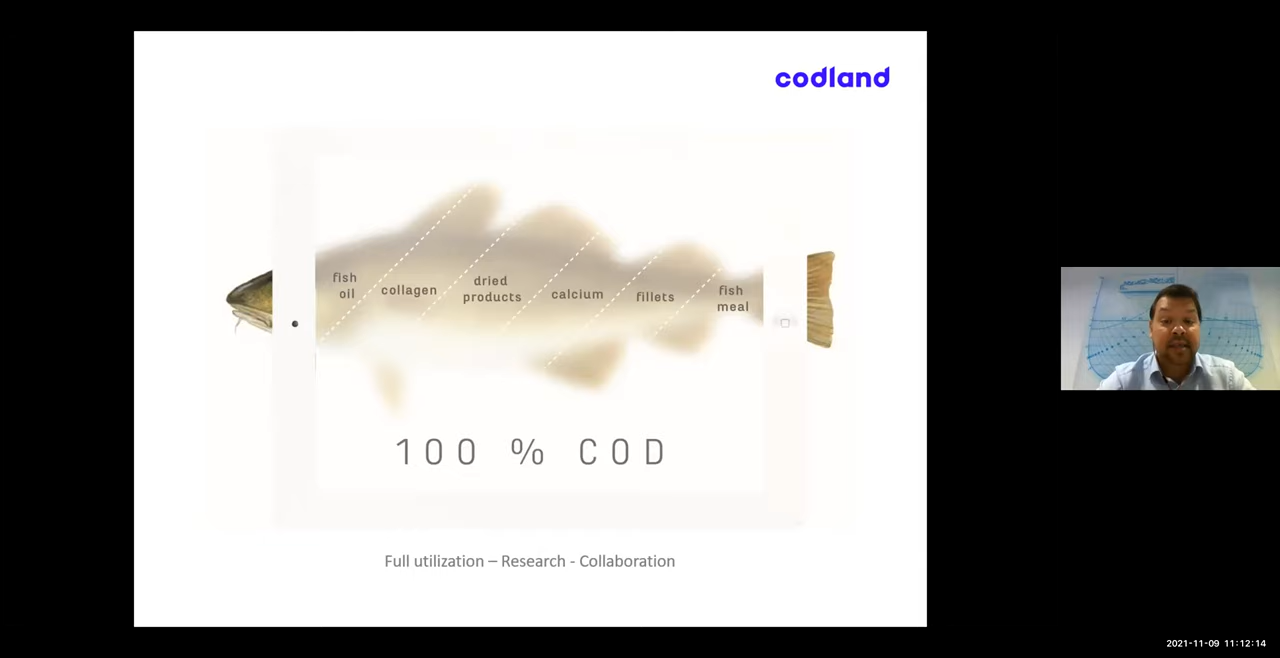 codland
fish
oil
collagen
dried
products
calcium
fillets
fish
meal
100 % COD
Full utilization – Research - Collaboration
2021-11-09 11:12:14